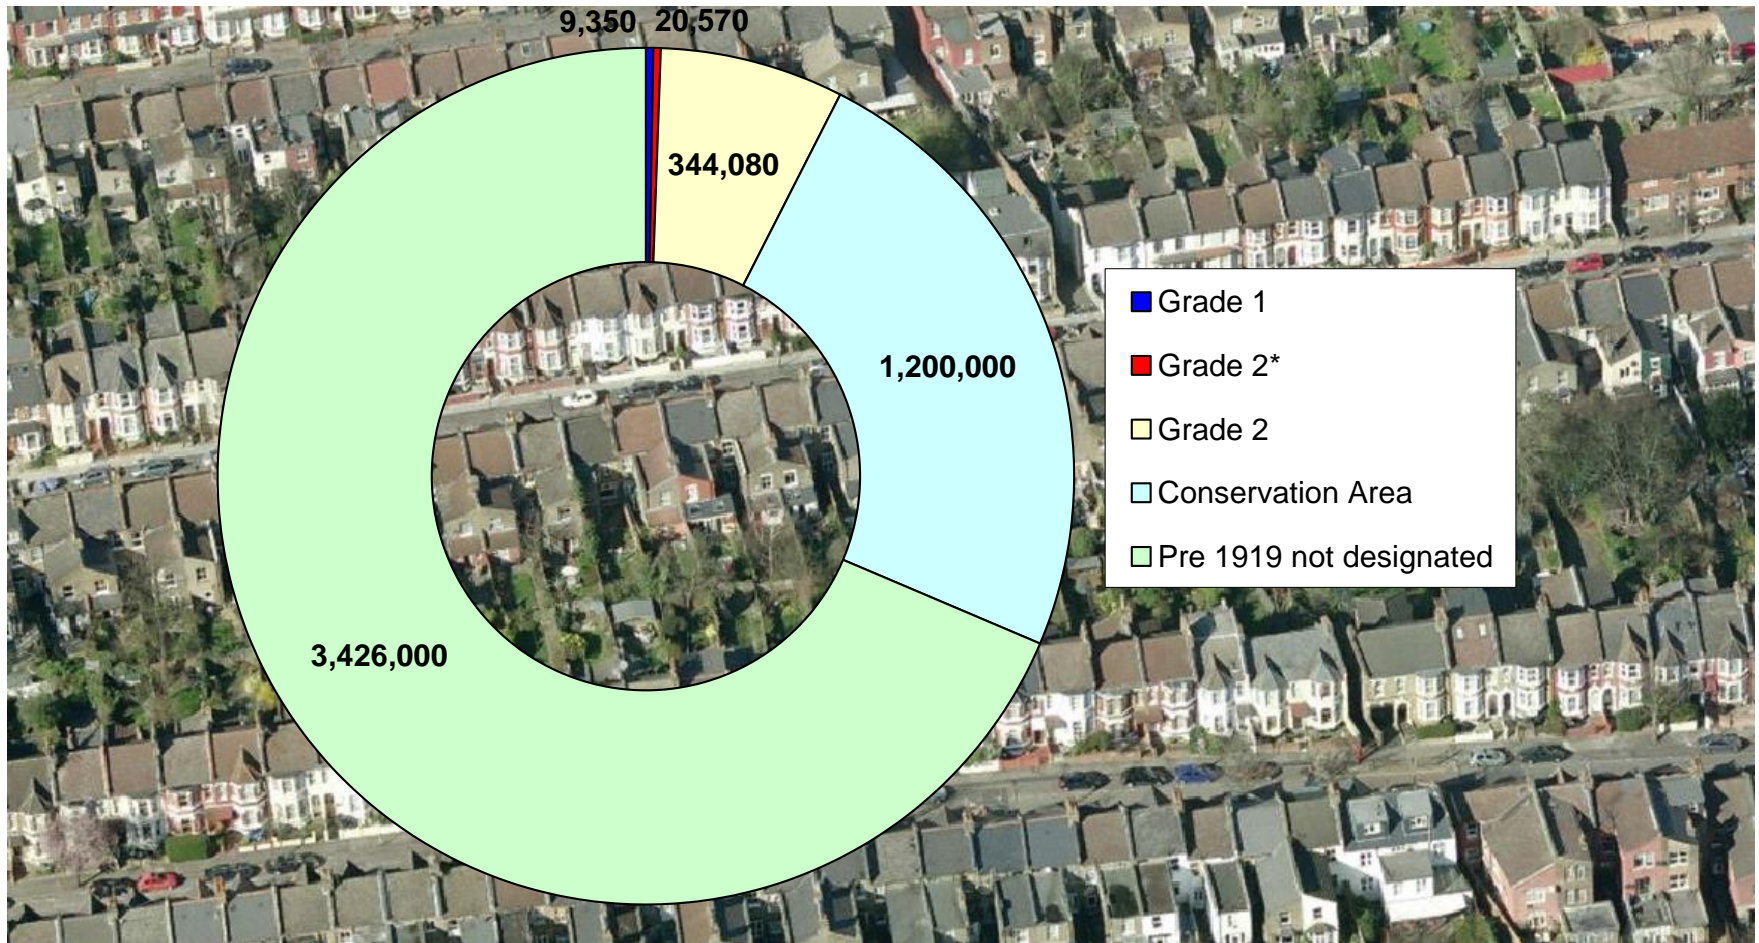 9,350 20,570
344,080
1,200,000
3,426,000
Grade 1
Grade 2*
Grade 2
Conservation Area
Pre 1919 not designated